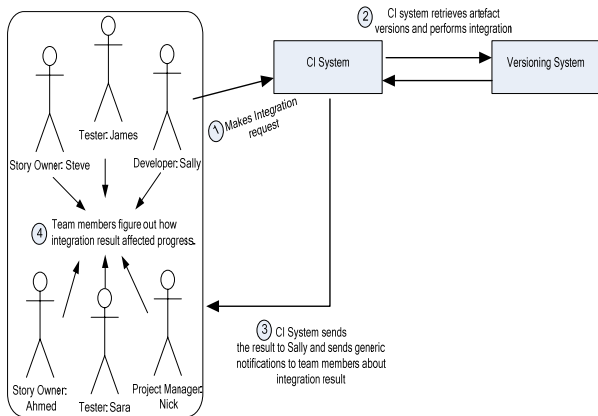 2 CI system retrieves artefact
versions and performs integration
CI System
Versioning System
1 Makes Integration
request
Tester: James
Story Owner: Steve
Developer: Sally
4 Team members figure out how
integration result affected progress.
3 CI System sends
the result to Sally and sends generic
notifications to team members about
integration result
Story Owner:
Ahmed
Tester: Sara
Project Manager:
Nick